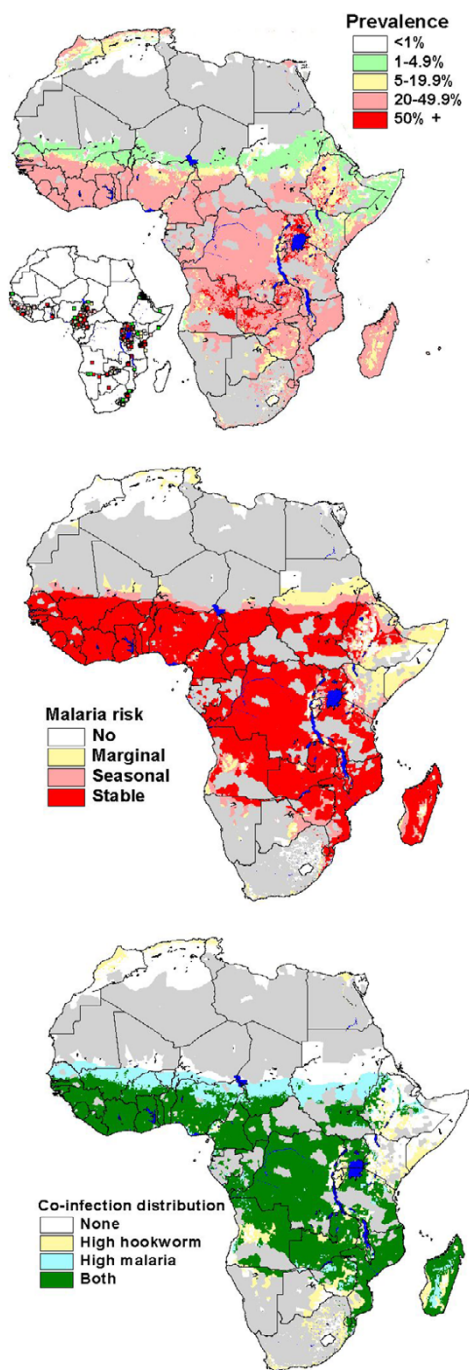 Prevalence
<1%
1-4.9%
5-19.9%
20-49.9%
50% +
Malaria risk
No
Marginal
Seasonal
Stable
Co-infection distribution
None
High hookworm
High malaria
Both